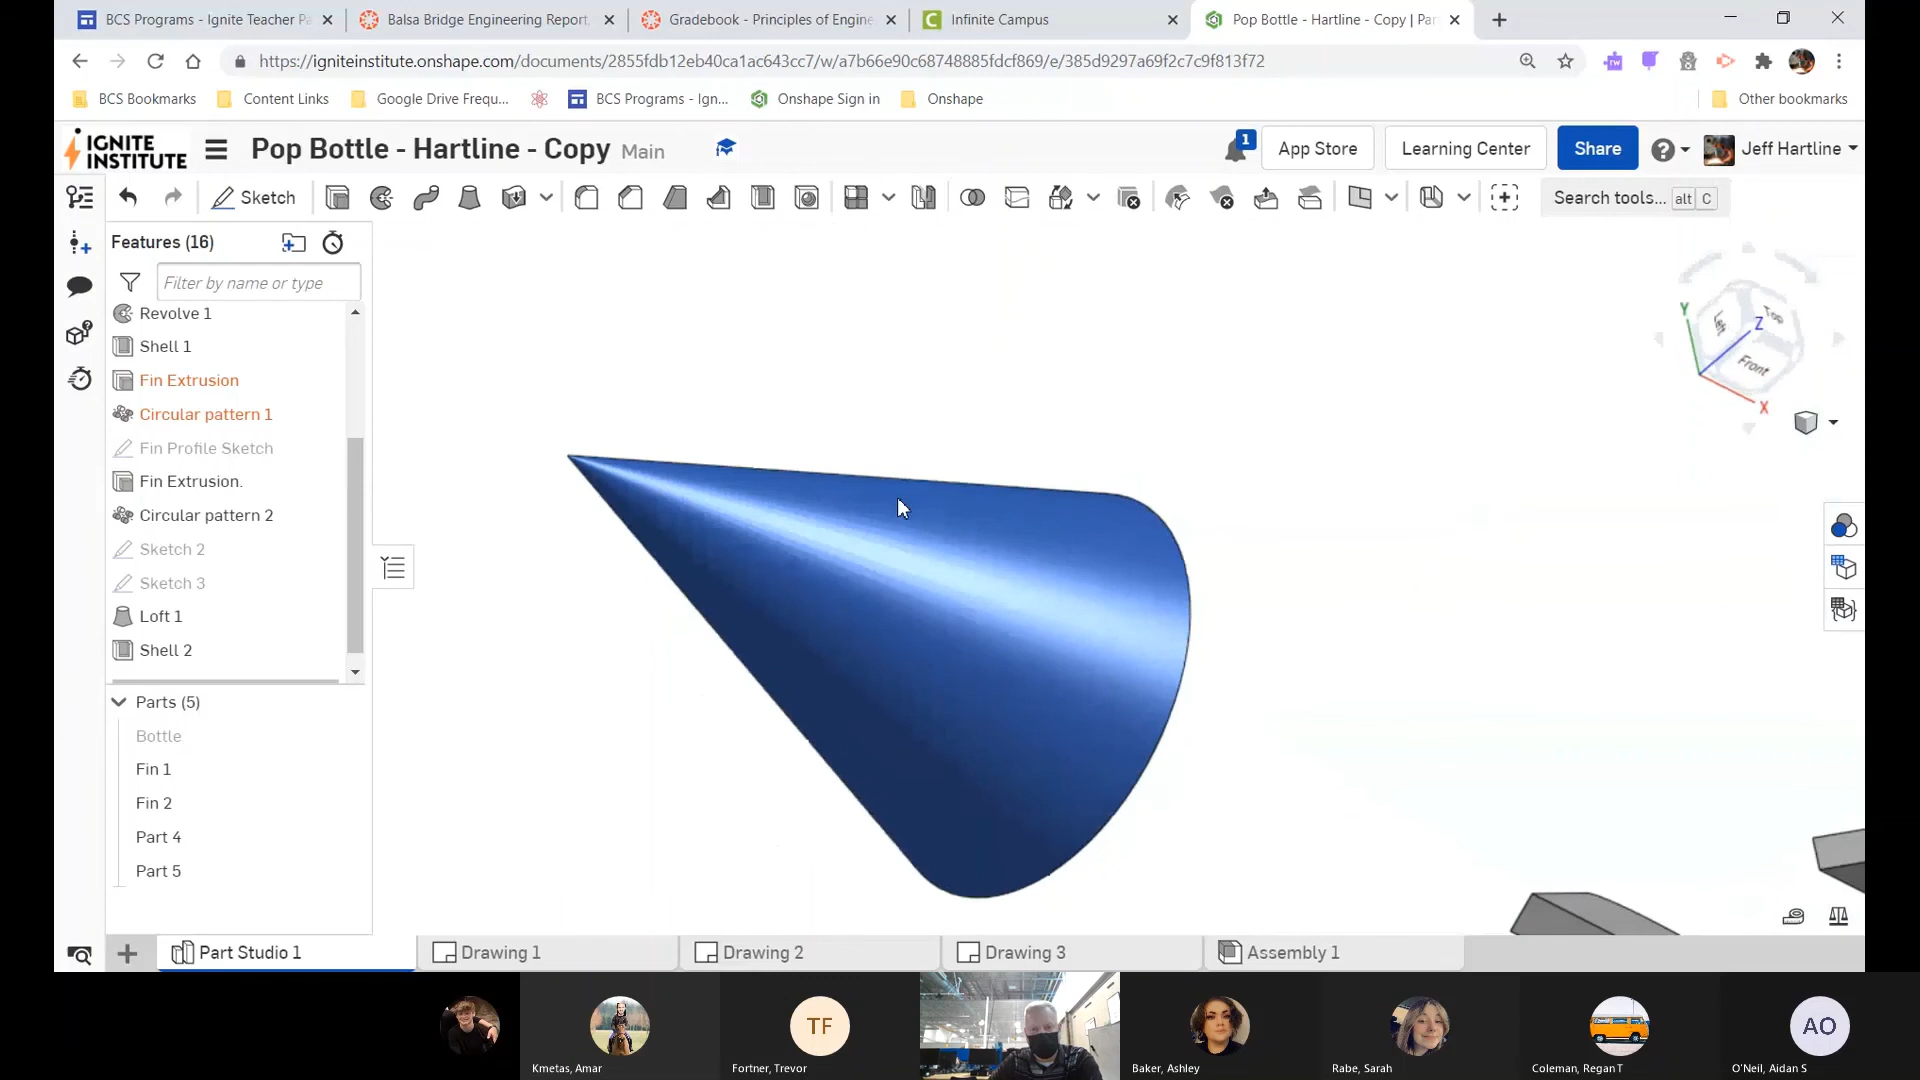 BCS Programs - Ignite Teacher Pa
Balsa Bridge Engineering Report,
Gradebook - Principles of Engine
Infinite Campus
Pop Bottle - Hartline - Copy | Par
https://igniteinstitute.onshape.com/documents/2855fdb12eb40ca1ac643cc7/w/a7b66e90c68748885fdcf869/e/385d9297a69f2c7c9f813f72
BCS Bookmarks
Content Links
Google Drive Frequ...
BCS Programs - Ign...
Onshape Sign in
Onshape
Other bookmarks
IGNITE
INSTITUTE
Pop Bottle - Hartline - Copy Main
1
App Store
Learning Center
Share
Jeff Hartline
Sketch
Search tools... alt C
Features (16)
Filter by name or type
Revolve 1
Shell 1
Fin Extrusion
Circular pattern 1
Fin Profile Sketch
Fin Extrusion.
Circular pattern 2
Sketch 2
Sketch 3
Loft 1
Shell 2
Parts (5)
Bottle
Fin 1
Fin 2
Part 4
Part 5
Y
Z
Top
Front
X
Part Studio 1
Drawing 1
Drawing 2
Drawing 3
Assembly 1
TF
AO
Kmetas, Amar
Fortner, Trevor
Baker, Ashley
Rabe, Sarah
Coleman, Regan T
O'Neil, Aidan S